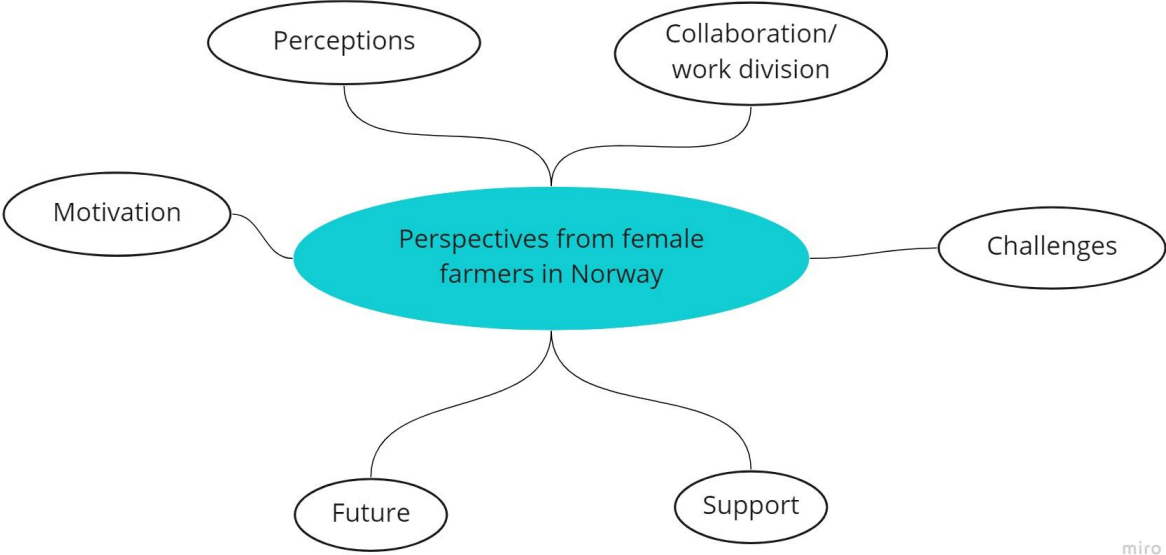 Perceptions
Collaboration/
work division
Motivation
Perspectives from female
farmers in Norway
Challenges
Future
Support
miro